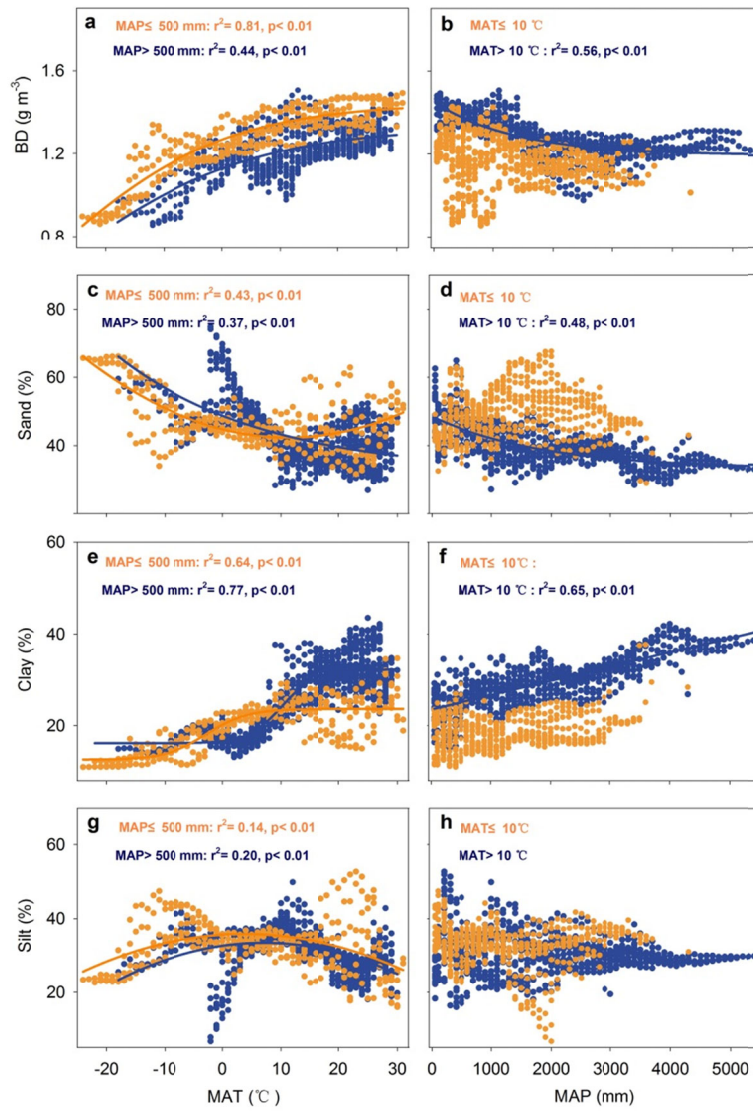 a
MAP≤ 500 mm: r²= 0.81, p< 0.01
MAP> 500 mm: r²= 0.44, p< 0.01
b
MAT≤ 10 ℃
MAT> 10 ℃ : r²= 0.56, p< 0.01
1.6
1.2
0.8
BD (g m⁻³)
c
MAP≤ 500 mm: r²= 0.43, p< 0.01
MAP> 500 mm: r²= 0.37, p< 0.01
d
MAT≤ 10 ℃
MAT> 10 ℃ : r²= 0.48, p< 0.01
80
60
40
Sand (%)
e
MAP≤ 500 mm: r²= 0.64, p< 0.01
MAP> 500 mm: r²= 0.77, p< 0.01
f
MAT≤ 10℃ :
MAT> 10 ℃ : r²= 0.65, p< 0.01
60
40
20
Clay (%)
g
MAP≤ 500 mm: r²= 0.14, p< 0.01
MAP> 500 mm: r²= 0.20, p< 0.01
h
MAT≤ 10℃
MAT> 10 ℃
60
40
20
Silt (%)
-20 -10 0 10 20 30
0 1000 2000 3000 4000 5000
MAT (℃)
MAP (mm)